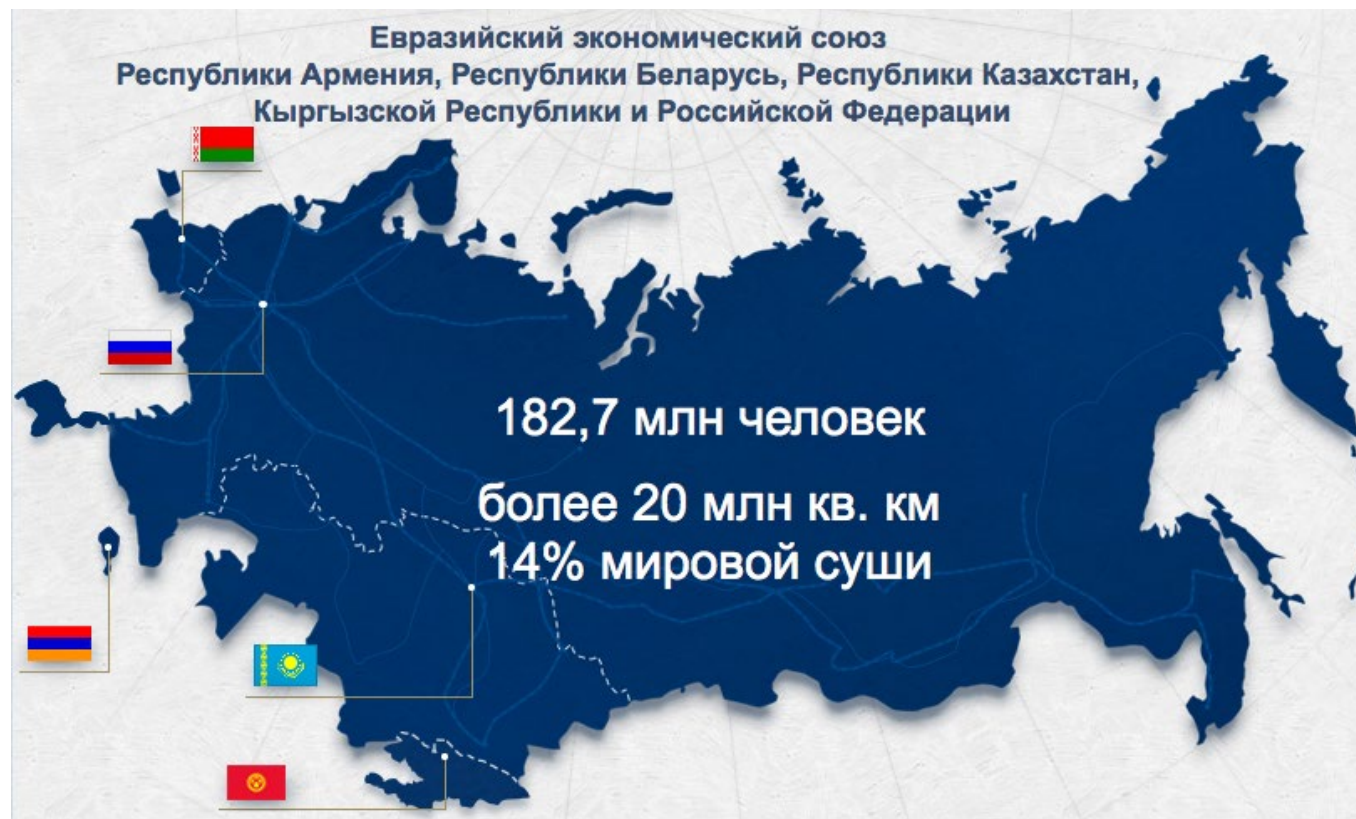 Евразийский экономический союз
Республики Армения, Республики Беларусь, Республики Казахстан,
Кыргызской Республики и Российской Федерации
182,7 млн человек
более 20 млн кв. км
14% мировой суши